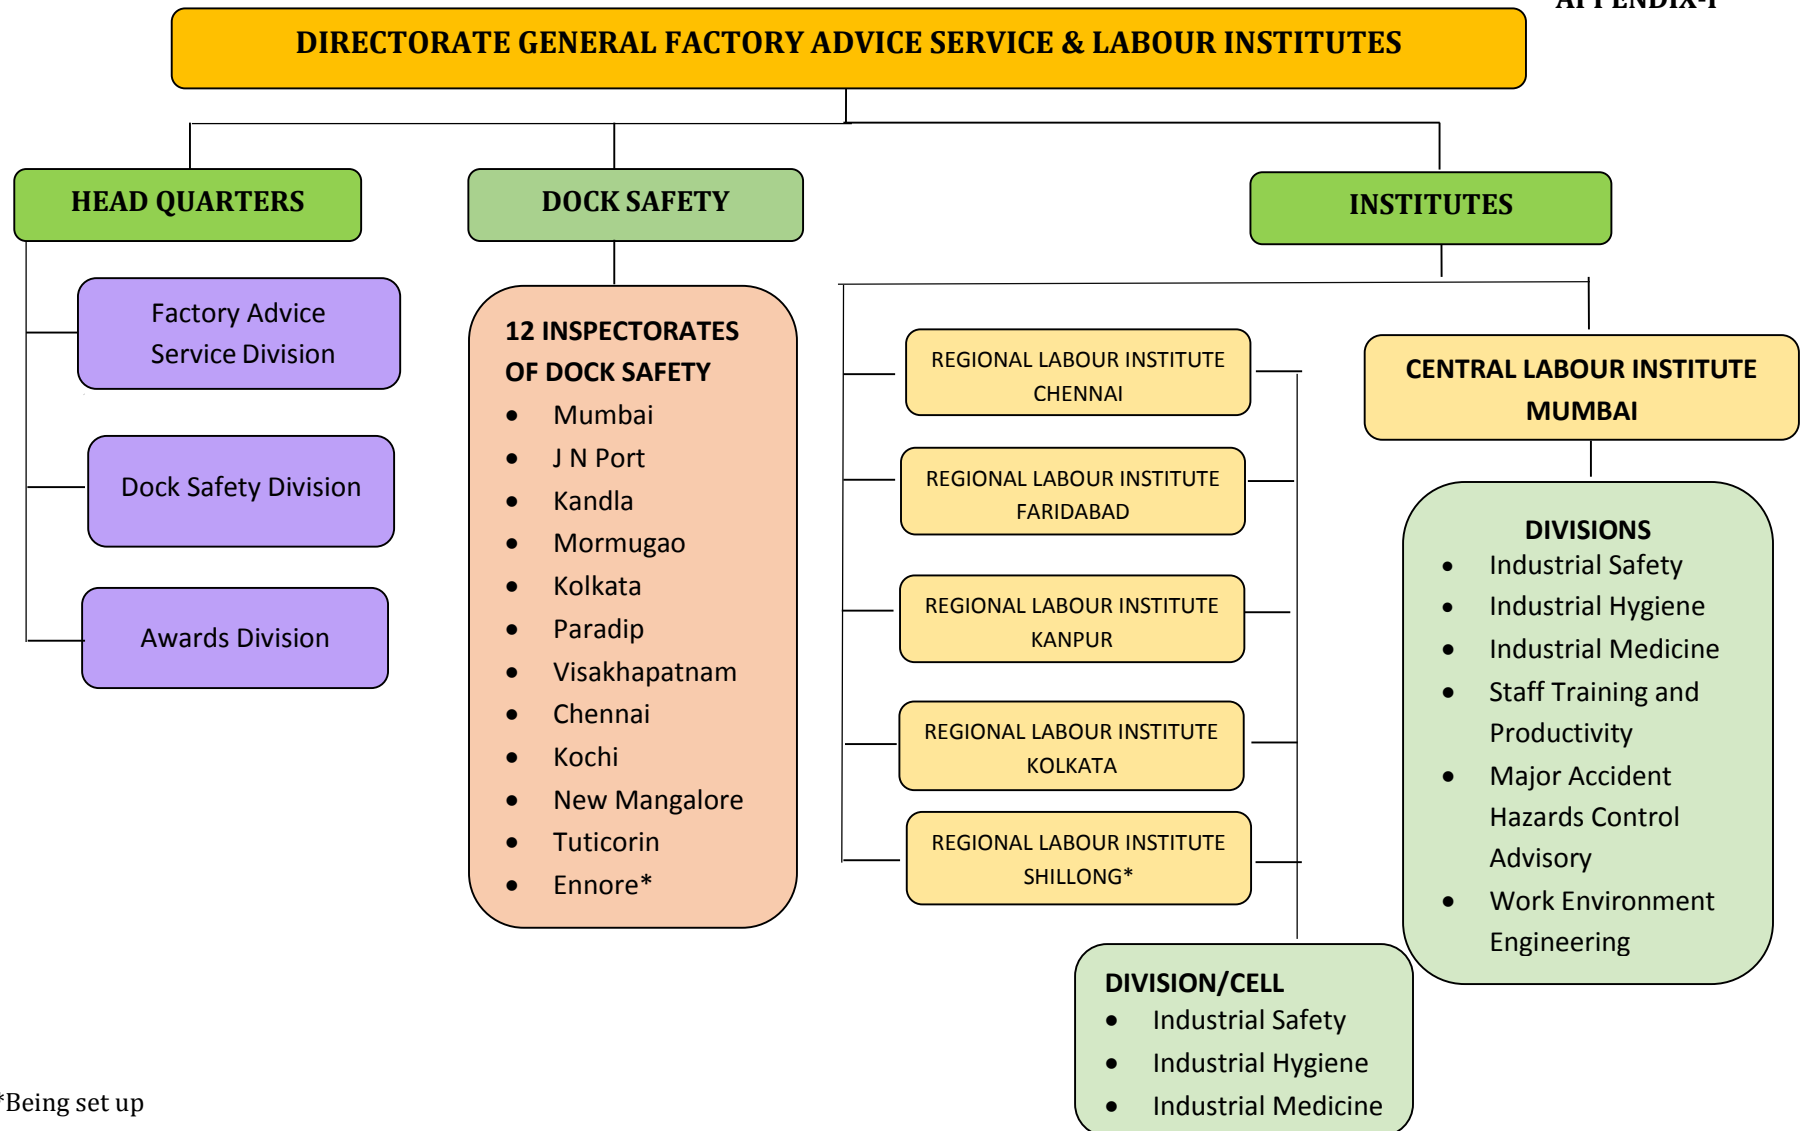 APPENDIX-I
DIRECTORATE GENERAL FACTORY ADVICE SERVICE & LABOUR INSTITUTES
HEAD QUARTERS
DOCK SAFETY
INSTITUTES
Factory Advice
Service Division
Dock Safety Division
Awards Division
12 INSPECTORATES
OF DOCK SAFETY
• Mumbai
• J N Port
• Kandla
• Mormugao
• Kolkata
• Paradip
• Visakhapatnam
• Chennai
• Kochi
• New Mangalore
• Tuticorin
• Ennore*
REGIONAL LABOUR INSTITUTE
CHENNAI
REGIONAL LABOUR INSTITUTE
FARIDABAD
REGIONAL LABOUR INSTITUTE
KANPUR
REGIONAL LABOUR INSTITUTE
KOLKATA
REGIONAL LABOUR INSTITUTE
SHILLONG*
DIVISION/CELL
• Industrial Safety
• Industrial Hygiene
• Industrial Medicine
CENTRAL LABOUR INSTITUTE
MUMBAI
DIVISIONS
• Industrial Safety
• Industrial Hygiene
• Industrial Medicine
• Staff Training and
Productivity
• Major Accident
Hazards Control
Advisory
• Work Environment
Engineering
*Being set up